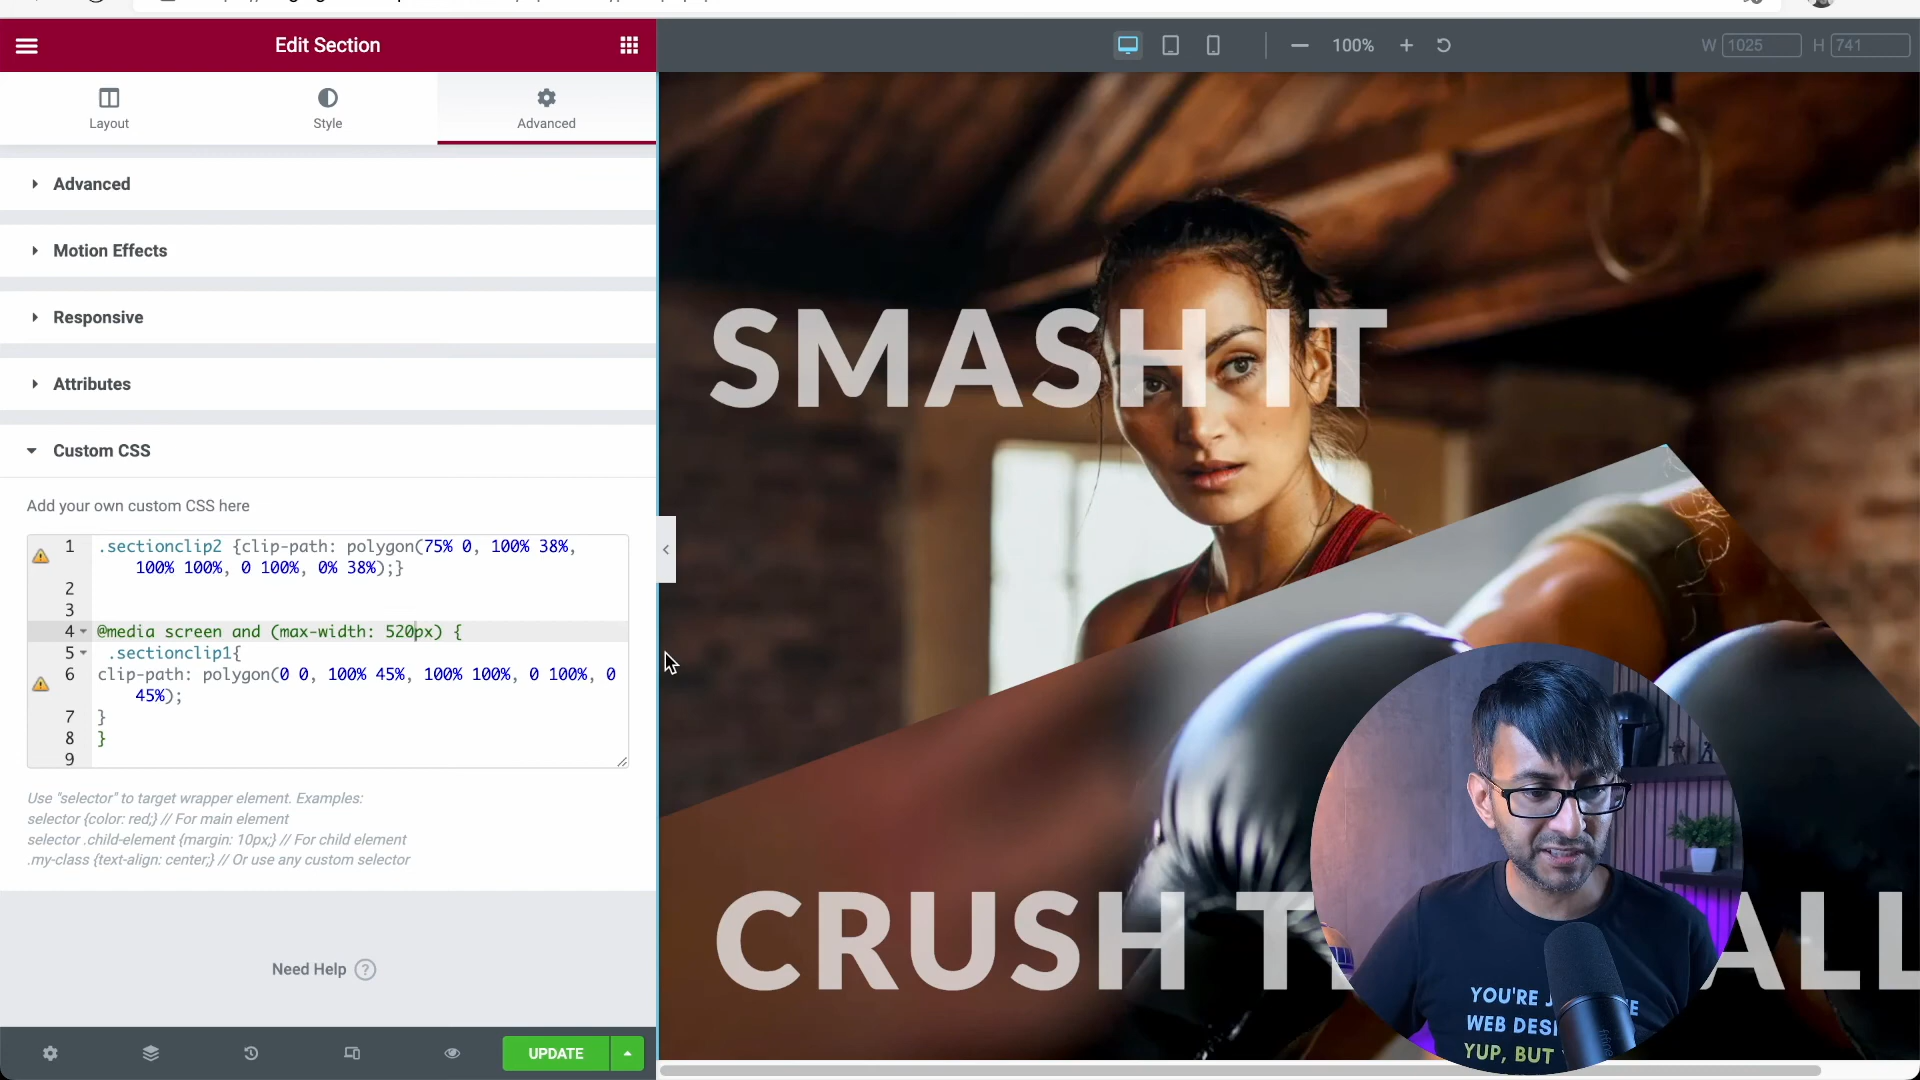 Edit Section
100%
W 1025 H 741
Layout
Style
Advanced
Advanced
Motion Effects
Responsive
Attributes
Custom CSS
Add your own custom CSS here
1 .sectionclip2 {clip-path: polygon(75% 0, 100% 38%,
100% 100%, 0 100%, 0% 38%);}
2
3
4 @media screen and (max-width: 520px) {
5 .sectionclip1{
6 clip-path: polygon(0 0, 100% 45%, 100% 100%, 0 100%, 0
45%);
7 }
8 }
9
Use "selector" to target wrapper element. Examples:
selector {color: red;} // For main element
selector .child-element {margin: 10px;} // For child element
.my-class {text-align: center;} // Or use any custom selector
Need Help ?
UPDATE
SMASH IT
CRUSH T ALL
YOU'RE
WEB DESI
YUP, BUT